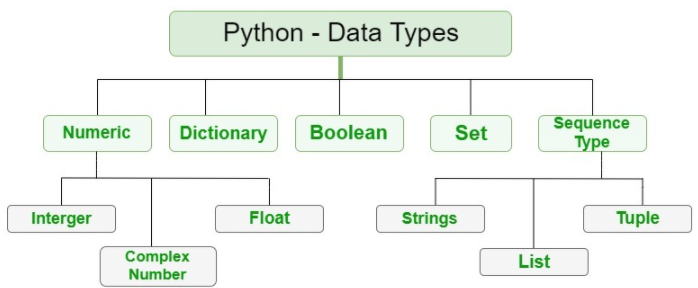 Python - Data Types
Numeric
Dictionary
Boolean
Set
Sequence
Type
Interger
Complex
Number
Float
Strings
List
Tuple